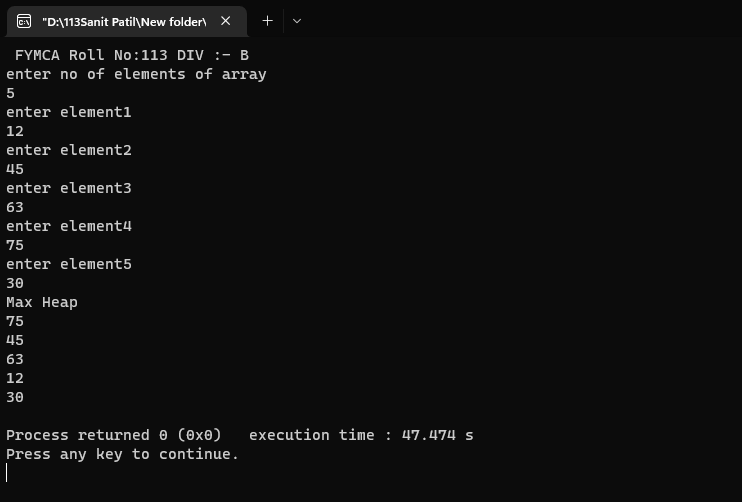 "D:\113Sanit Patil\New folder\
FYMCA Roll No:113 DIV :- B
enter no of elements of array
5
enter element1
12
enter element2
45
enter element3
63
enter element4
75
enter element5
30
Max Heap
75
45
63
12
30
Process returned 0 (0x0)   execution time : 47.474 s
Press any key to continue.